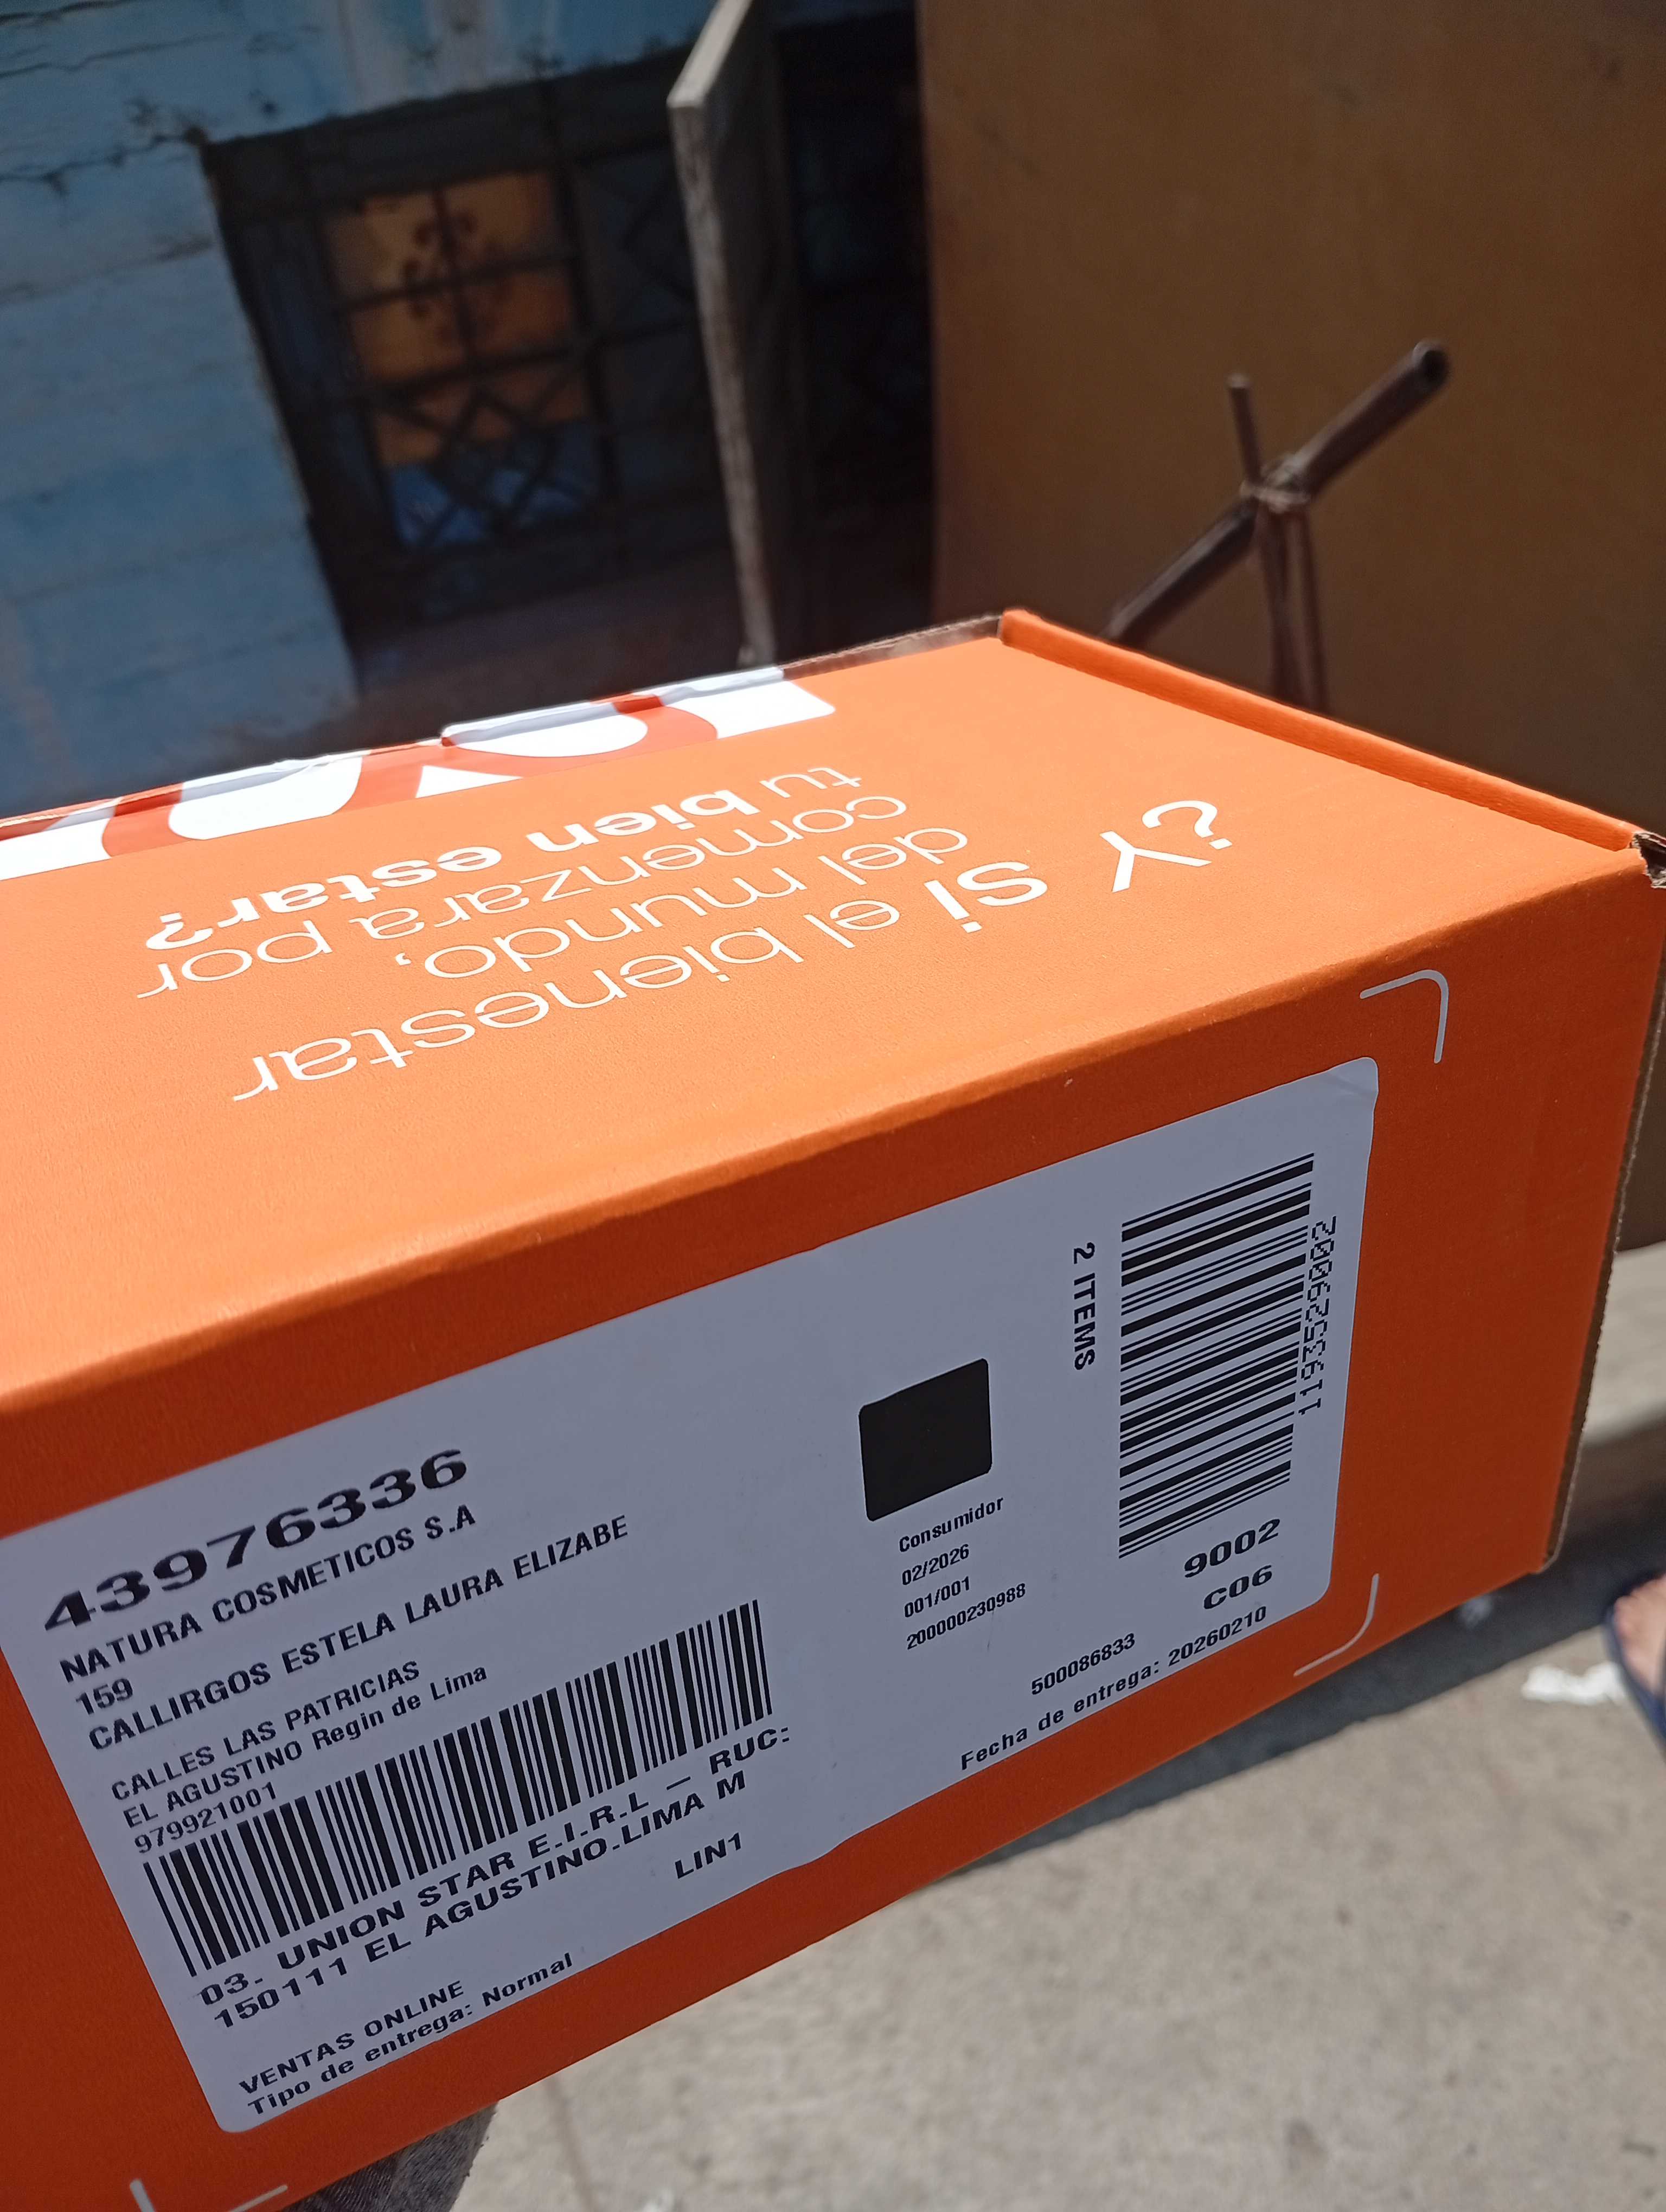 ¿Y si el bienestar
del mundo,
comenzara por
tu bien estar?
43976336
NATURA COSMETICOS S.A
159
CALLIRGOS ESTELA LAURA ELIZABE
CALLES LAS PATRICIAS
EL AGUSTINO Regin de Lima
979921001
03. UNION STAR E.I.R.L — RUC:
150111 EL AGUSTINO.LIMA M
LIN1
VENTAS ONLINE
Tipo de entrega: Normal
Consumidor
02/2026
001/001
200000230988
2 ITEMS
1193529002
9002
C06
500086833
Fecha de entrega: 20260210